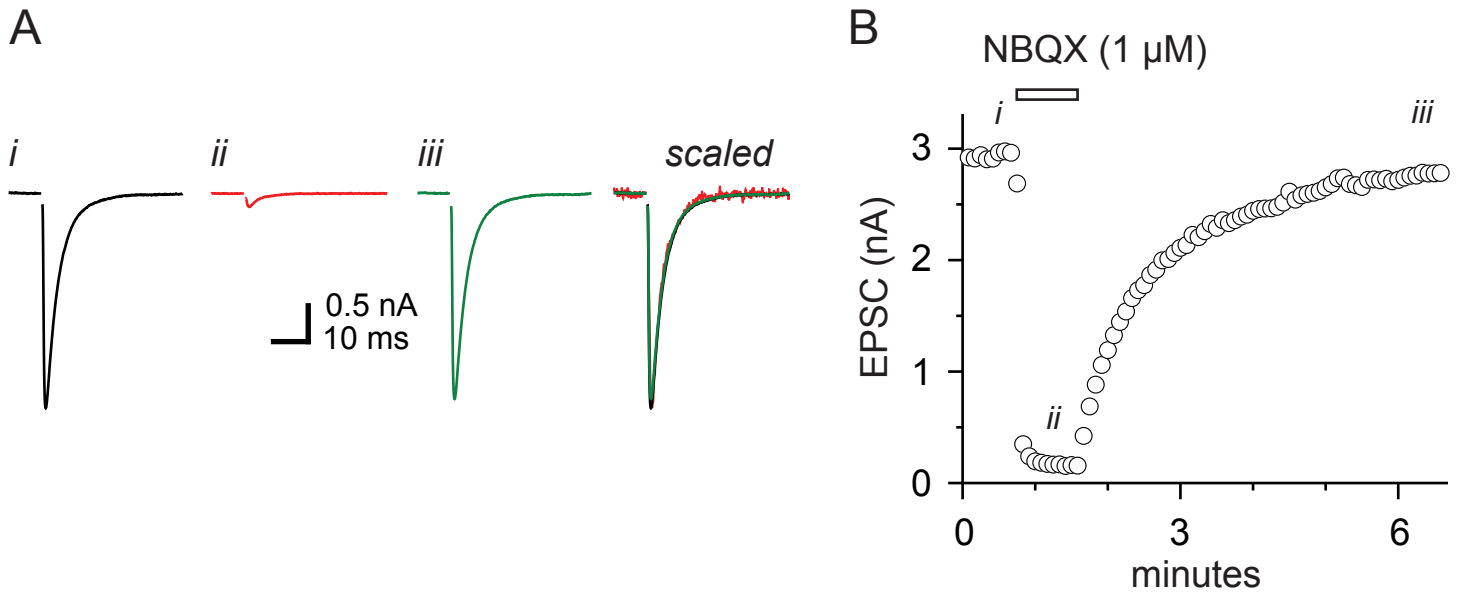 A
i
ii
iii
scaled
0.5 nA
10 ms
B
NBQX (1 µM)
i
iii
ii
EPSC (nA)
3
2
1
0
0
3
6
minutes